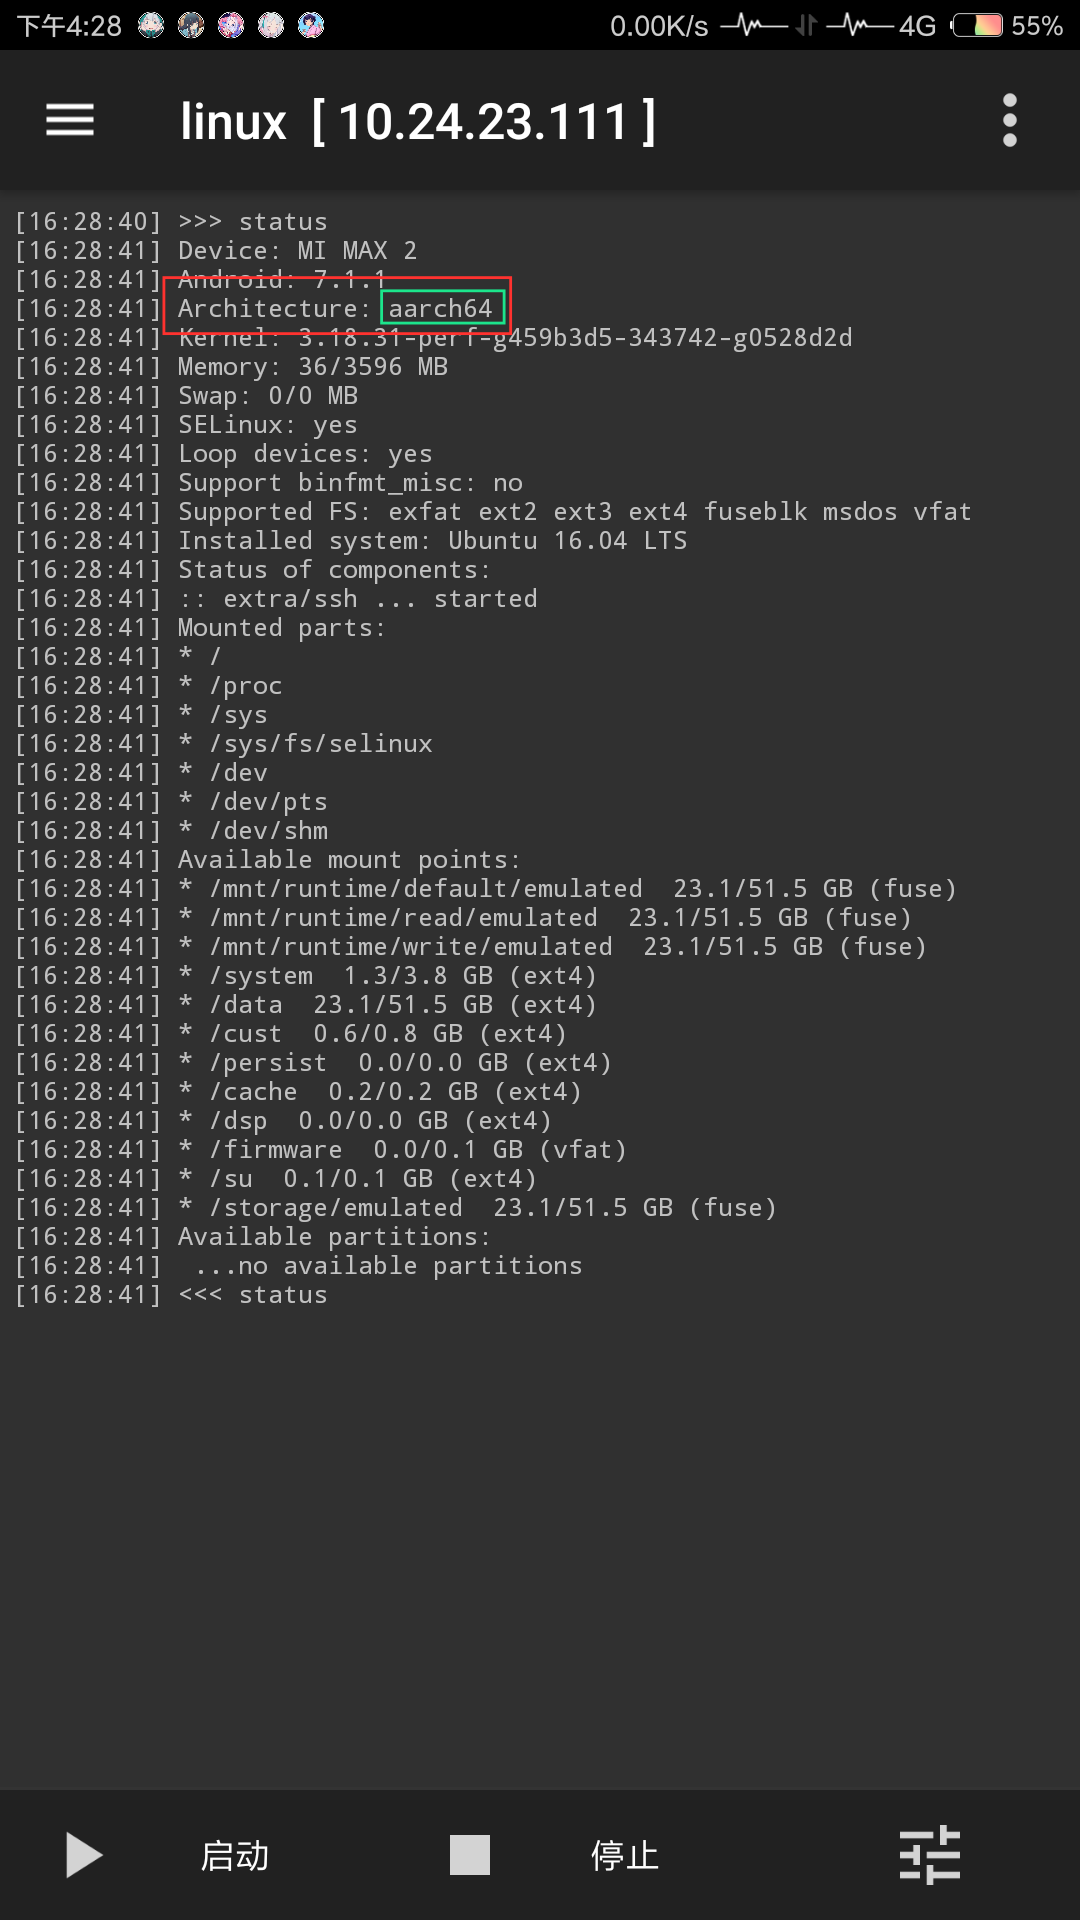 下午4:28 0.00K/s 4G 55%
linux [ 10.24.23.111 ]
[16:28:40] >>> status
[16:28:41] Device: MI MAX 2
[16:28:41] Android: 7.1.1
[16:28:41] Architecture: aarch64
[16:28:41] Kernel: 3.18.31-perf-g459b3d5-343742-g0528d2d
[16:28:41] Memory: 36/3596 MB
[16:28:41] Swap: 0/0 MB
[16:28:41] SELinux: yes
[16:28:41] Loop devices: yes
[16:28:41] Support binfmt_misc: no
[16:28:41] Supported FS: exfat ext2 ext3 ext4 fuseblk msdos vfat
[16:28:41] Installed system: Ubuntu 16.04 LTS
[16:28:41] Status of components:
[16:28:41] :: extra/ssh ... started
[16:28:41] Mounted parts:
[16:28:41] * /
[16:28:41] * /proc
[16:28:41] * /sys
[16:28:41] * /sys/fs/selinux
[16:28:41] * /dev
[16:28:41] * /dev/pts
[16:28:41] * /dev/shm
[16:28:41] Available mount points:
[16:28:41] * /mnt/runtime/default/emulated  23.1/51.5 GB (fuse)
[16:28:41] * /mnt/runtime/read/emulated  23.1/51.5 GB (fuse)
[16:28:41] * /mnt/runtime/write/emulated  23.1/51.5 GB (fuse)
[16:28:41] * /system  1.3/3.8 GB (ext4)
[16:28:41] * /data  23.1/51.5 GB (ext4)
[16:28:41] * /cust  0.6/0.8 GB (ext4)
[16:28:41] * /persist  0.0/0.0 GB (ext4)
[16:28:41] * /cache  0.2/0.2 GB (ext4)
[16:28:41] * /dsp  0.0/0.0 GB (ext4)
[16:28:41] * /firmware  0.0/0.1 GB (vfat)
[16:28:41] * /su  0.1/0.1 GB (ext4)
[16:28:41] * /storage/emulated  23.1/51.5 GB (fuse)
[16:28:41] Available partitions:
[16:28:41]  ...no available partitions
[16:28:41] <<< status
启动 停止